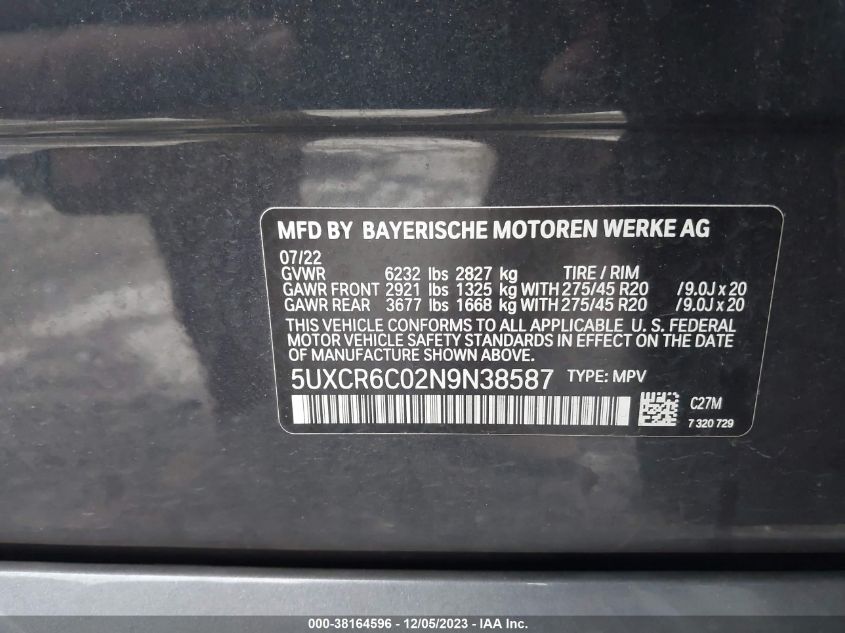 MFD BY BAYERISCHE MOTOREN WERKE AG
07/22
GVWR 6232 lbs 2827 kg TIRE / RIM
GAWR FRONT 2921 lbs 1325 kg WITH 275/45 R20 /9.0J x 20
GAWR REAR 3677 lbs 1668 kg WITH 275/45 R20 /9.0J x 20
THIS VEHICLE CONFORMS TO ALL APPLICABLE U. S. FEDERAL
MOTOR VEHICLE SAFETY STANDARDS IN EFFECT ON THE DATE
OF MANUFACTURE SHOWN ABOVE.
5UXCR6C02N9N38587 TYPE: MPV
C27M
7 320 729
000-38164596 - 12/05/2023 - IAA Inc.